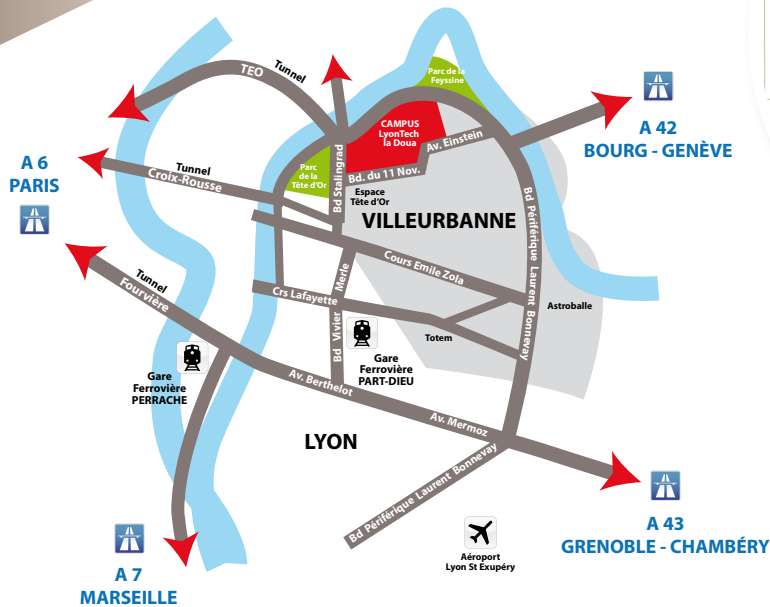 TEO
Tunnel
Parc de la
Feyssine
CAMPUS
LyonTech
la Doua
Av. Einstein
A 42
BOURG - GENÈVE
A 6
PARIS
Tunnel
Croix-Rousse
Parc
de la
Tête d'Or
Bd Stalingrad
Bd. du 11 Nov.
Espace
Tête d'Or
VILLEURBANNE
Bd Périférique Laurent Bonnevay
Cours Emile Zola
Tunnel
Fourvière
Crs Lafayette
Bd Vivier Merle
Astroballe
Totem
Gare
Ferroviaire
PERRACHE
Gare
Ferrovière
PART-DIEU
Av. Berthelot
Av. Mermoz
LYON
Bd Périférique Laurent Bonnevay
A 43
GRENOBLE - CHAMBÉRY
Aéroport
Lyon St Exupéry
A 7
MARSEILLE